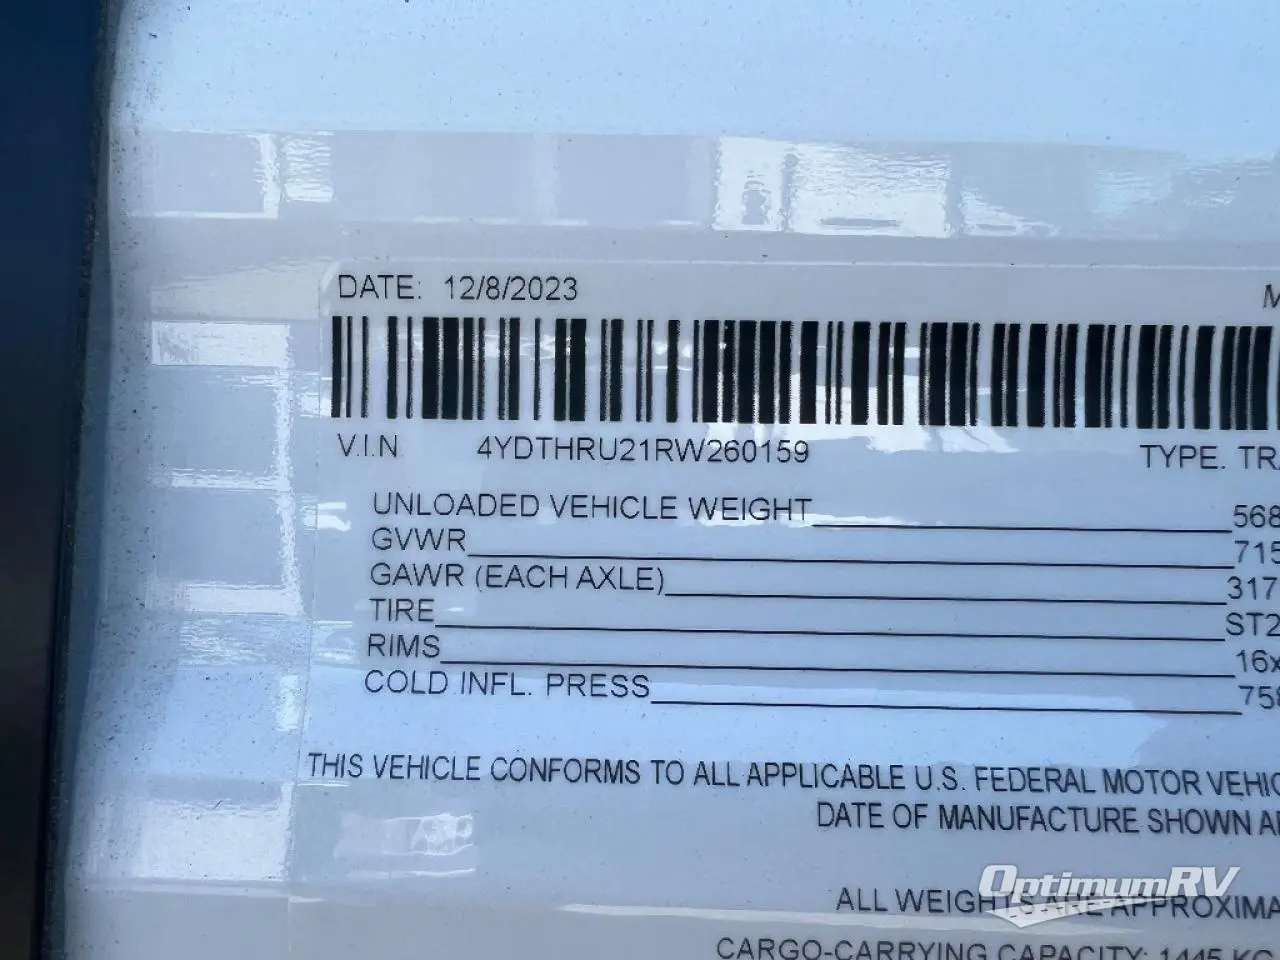 DATE: 12/8/2023
M
V.I.N 4YDTHRU21RW260159
TYPE. TRA
UNLOADED VEHICLE WEIGHT 568
GVWR 715
GAWR (EACH AXLE) 317
TIRE ST2
RIMS 16x
COLD INFL. PRESS 758
THIS VEHICLE CONFORMS TO ALL APPLICABLE U.S. FEDERAL MOTOR VEHIC
DATE OF MANUFACTURE SHOWN A
OptimumRV
ALL WEIGHTS ARE APPROXIMA
CARGO-CARRYING CAPACITY: 1445 KG